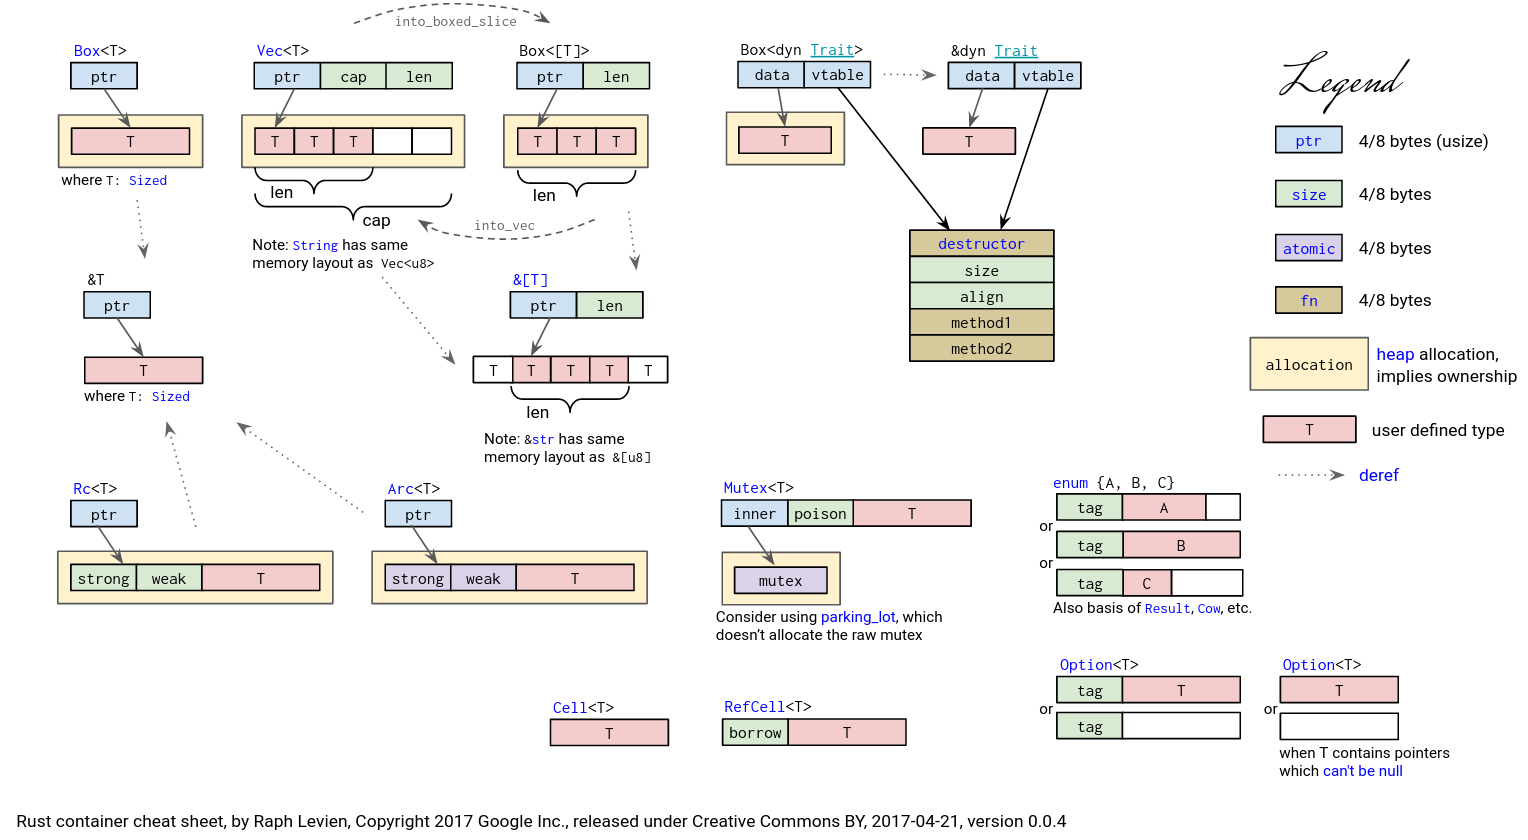 into_boxed_slice
Box<T>
ptr
T
where T: Sized
Vec<T>
ptr cap len
T T T
len
cap
Note: String has same
memory layout as Vec<u8>
Box<[T]>
ptr len
T T T
len
into_vec
Box<dyn Trait>
data vtable
T
&dyn Trait
data vtable
T
destructor
size
align
method1
method2
Legend
ptr 4/8 bytes (usize)
size 4/8 bytes
atomic 4/8 bytes
fn 4/8 bytes
allocation
heap allocation,
implies ownership
T user defined type
deref
&T
ptr
T
where T: Sized
&[T]
ptr len
T T T T T
len
Note: &str has same
memory layout as &[u8]
Rc<T>
ptr
strong weak T
Arc<T>
ptr
strong weak T
Mutex<T>
inner poison T
mutex
Consider using parking_lot, which
doesn’t allocate the raw mutex
enum {A, B, C}
tag A
or
tag B
or
tag C
Also basis of Result, Cow, etc.
Cell<T>
T
RefCell<T>
borrow T
Option<T>
tag T
or
tag
Option<T>
T
or
when T contains pointers
which can't be null
Rust container cheat sheet, by Raph Levien, Copyright 2017 Google Inc., released under Creative Commons BY, 2017-04-21, version 0.0.4